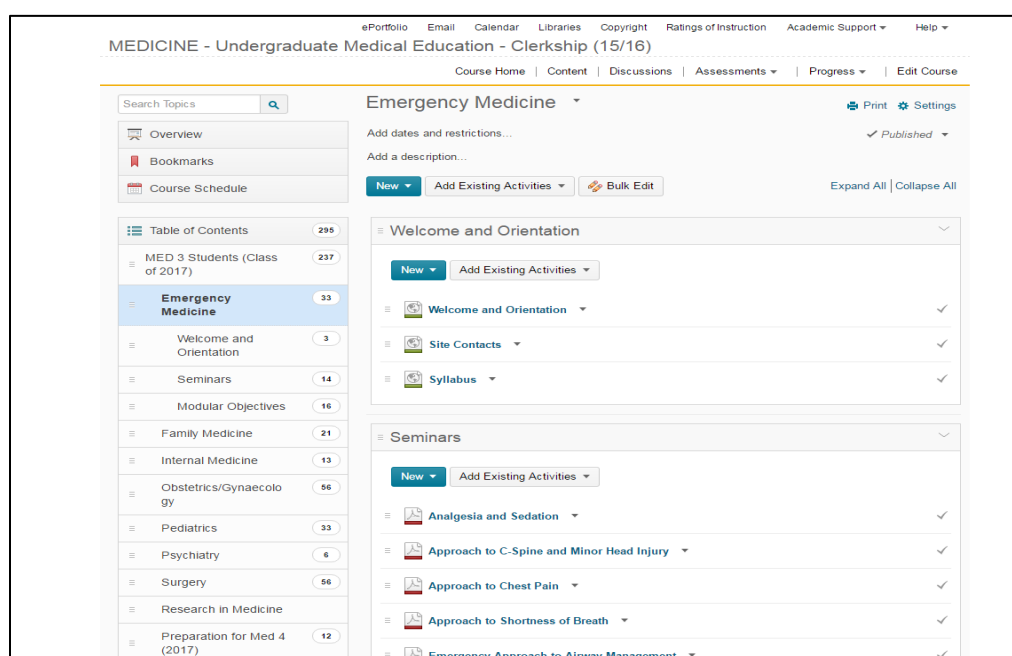 ePortfolio Email Calendar Libraries Copyright Ratings of Instruction Academic Support Help
MEDICINE - Undergraduate Medical Education - Clerkship (15/16)
Course Home | Content | Discussions | Assessments | Progress | Edit Course
Search Topics
Overview
Bookmarks
Course Schedule
Table of Contents 295
MED 3 Students (Class 237
of 2017)
Emergency 33
Medicine
Welcome and 3
Orientation
Seminars 14
Modular Objectives 16
Family Medicine 21
Internal Medicine 13
Obstetrics/Gynaecolo 56
gy
Pediatrics 33
Psychiatry 6
Surgery 56
Research in Medicine
Preparation for Med 4 12
(2017)
Emergency Medicine
Print Settings
Add dates and restrictions...
Published
Add a description...
New Add Existing Activities Bulk Edit
Expand All | Collapse All
Welcome and Orientation
New Add Existing Activities
Welcome and Orientation
Site Contacts
Syllabus
Seminars
New Add Existing Activities
Analgesia and Sedation
Approach to C-Spine and Minor Head Injury
Approach to Chest Pain
Approach to Shortness of Breath
Emergency Approach to Airway Management